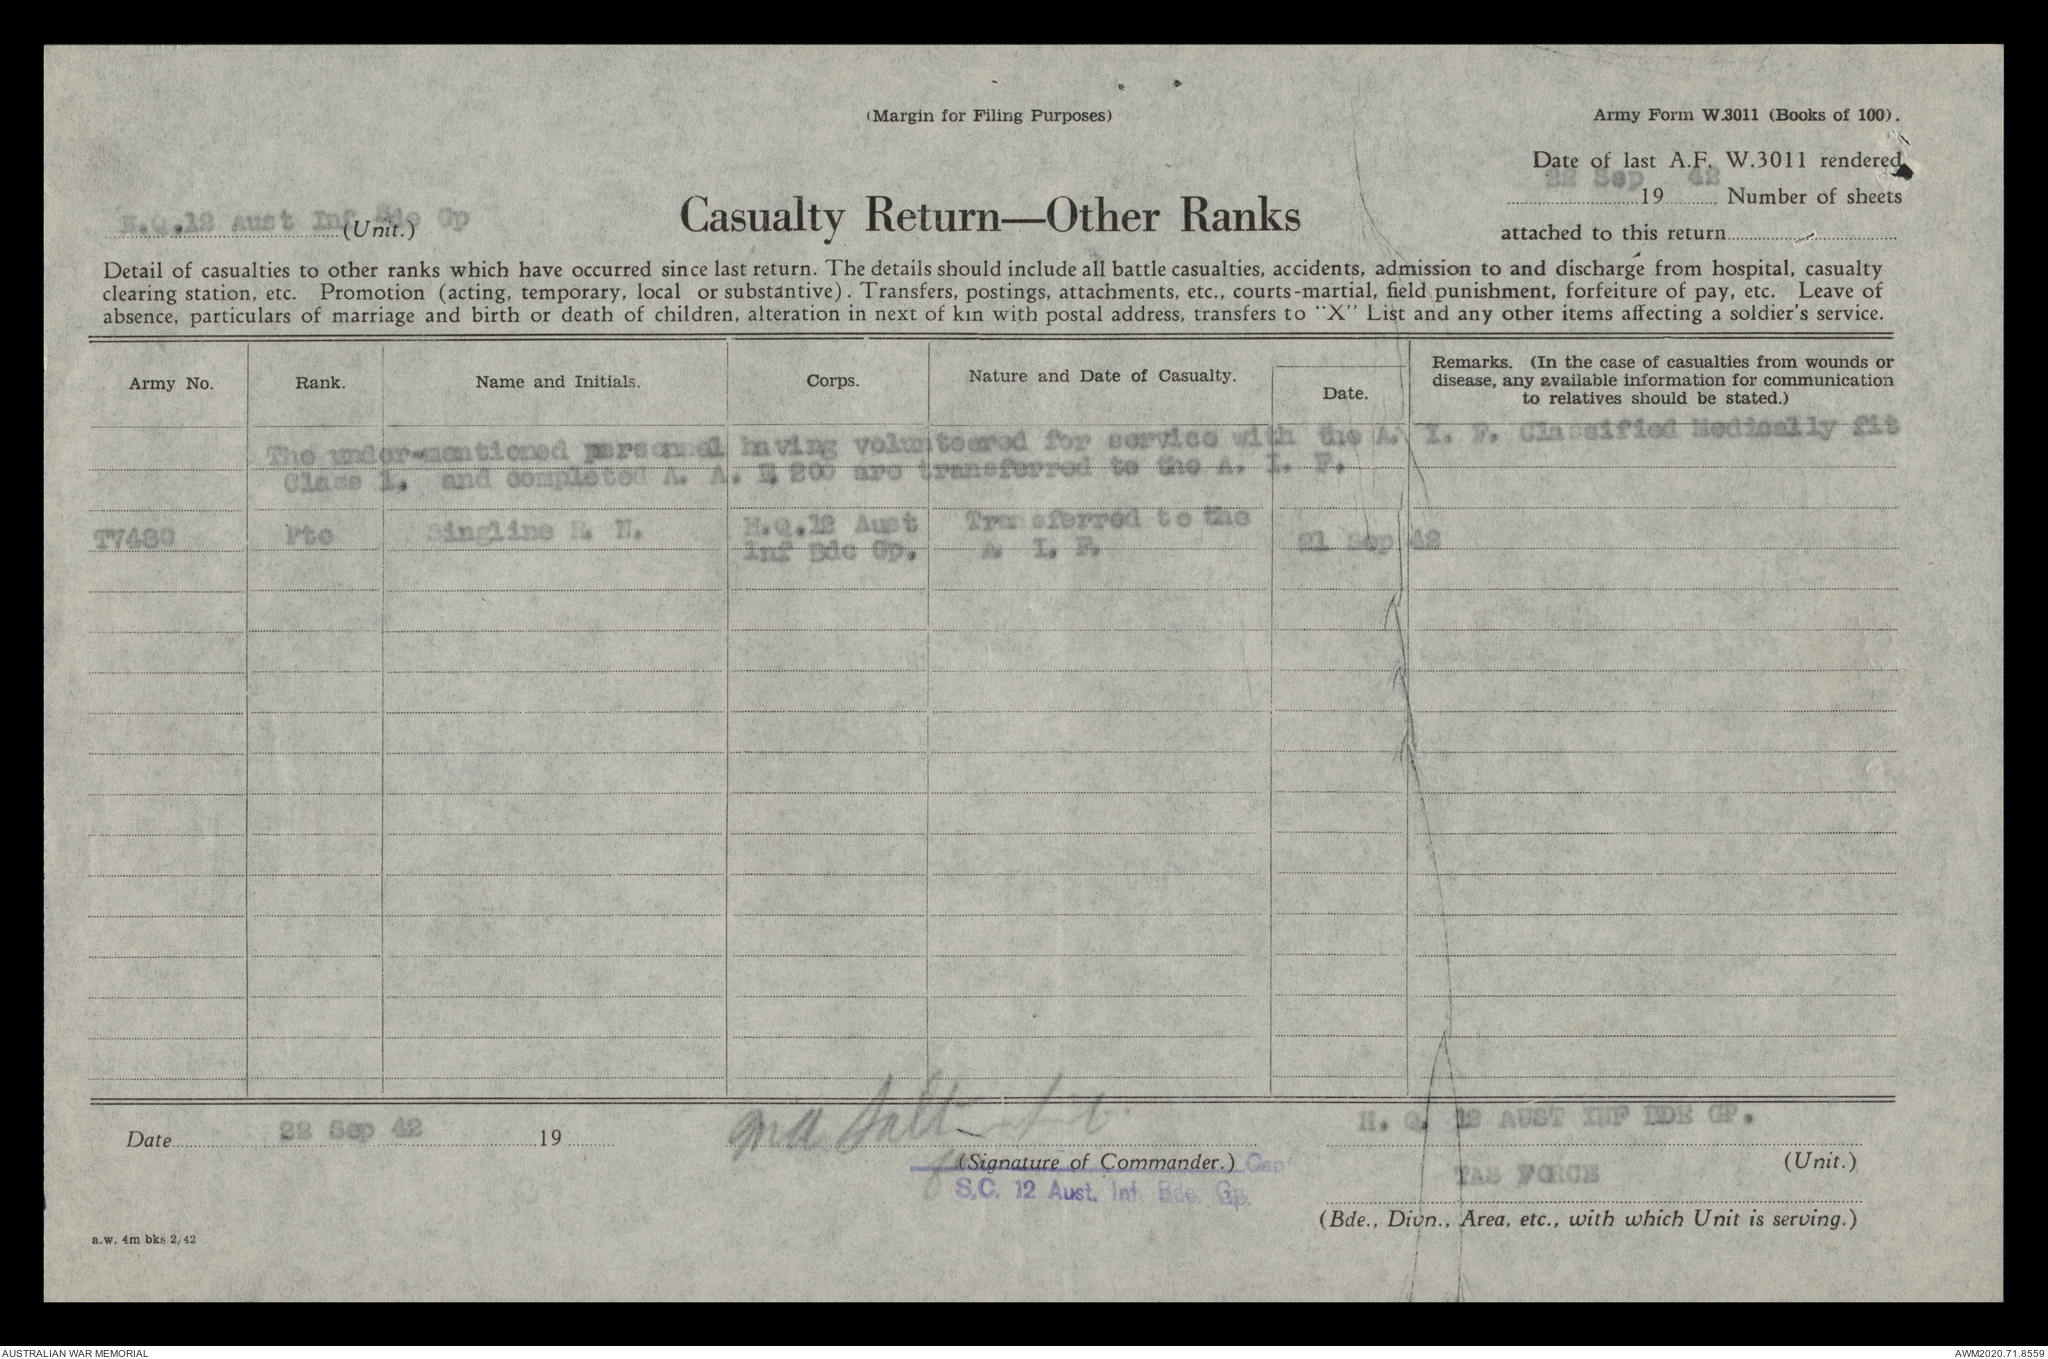 (Margin for Filing Purposes)
Army Form W.3011 (Books of 100).
Date of last A.F. W.3011 rendered
22 Sep 42
19 Number of sheets
attached to this return
H.Q.12 Aust Inf Bde Gp
(Unit.)
Casualty Return—Other Ranks
Detail of casualties to other ranks which have occurred since last return. The details should include all battle casualties, accidents, admission to and discharge from hospital, casualty
clearing station, etc. Promotion (acting, temporary, local or substantive). Transfers, postings, attachments, etc., courts-martial, field punishment, forfeiture of pay, etc. Leave of
absence, particulars of marriage and birth or death of children, alteration in next of kin with postal address, transfers to "X" List and any other items affecting a soldier's service.
Army No. Rank. Name and Initials. Corps. Nature and Date of Casualty. Date. Remarks. (In the case of casualties from wounds or
disease, any available information for communication
to relatives should be stated.)
The under-mentioned personnel having volunteered for service with the A. I. F. Classified Medically fit
Class 1. and completed A. A. F. 200 are transferred to the A. I. F.
T7480 Pte Singline R. N. H.Q.12 Aust Transferred to the
Inf Bde Gp. A. I. F. 21 Sep 42
Date 22 Sep 42 19
(Signature of Commander.) Cap
S.C. 12 Aust. Inf. Bde. Gp.
H. Q. 12 AUST INF BDE GP.
(Unit.)
TAS FORCE
(Bde., Divn., Area, etc., with which Unit is serving.)
a.w. 4m bks 2/42
AUSTRALIAN WAR MEMORIAL
AWM2020.71.8559